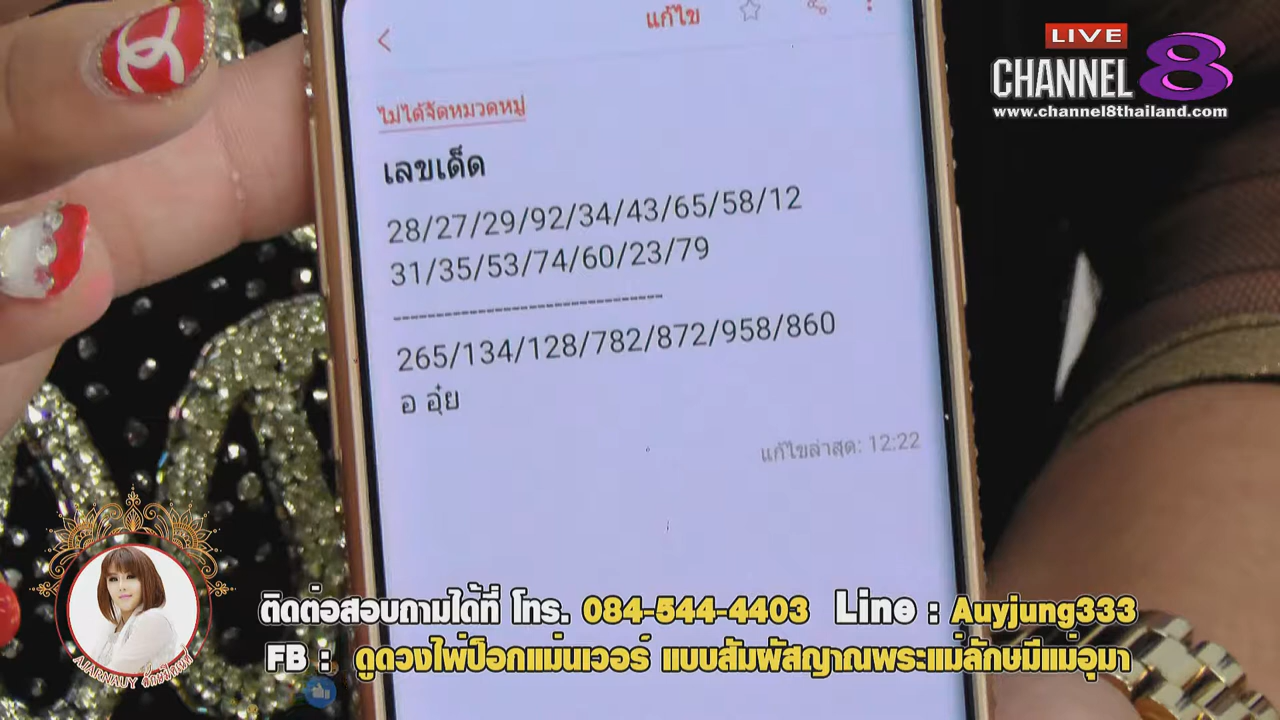 แก้ไข
LIVE
CHANNEL 8
www.channel8thailand.com
ไม่ได้จัดหมวดหมู่
เลขเด็ด
28/27/29/92/34/43/65/58/12
31/35/53/74/60/23/79
--------------------------------
265/134/128/782/872/958/860
อ อุ๋ย
แก้ไขล่าสุด: 12:22
ติดต่อสอบถามได้ที่ โทร. 084-544-4403 Line : Auyjung333
FB : ดูดวงไพ่ป็อกแม่นเวอร์ แบบสัมผัสญาณพระแม่ลักษมีแม่อุมา
AJARNAUY